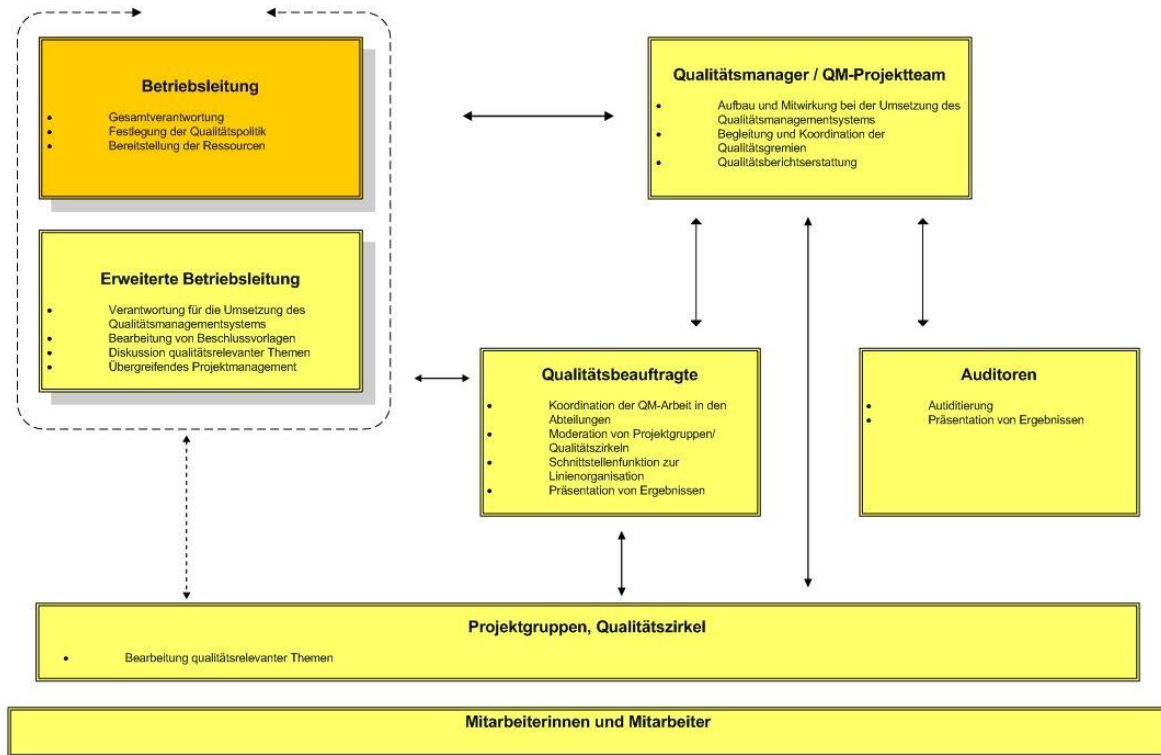 Betriebsleitung
• Gesamtverantwortung
• Festlegung der Qualitätspolitik
• Bereitstellung der Ressourcen
Qualitätsmanager / QM-Projektteam
• Aufbau und Mitwirkung bei der Umsetzung des
Qualitätsmanagementsystems
• Begleitung und Koordination der
Qualitätsgremien
• Qualitätsberichtserstattung
Erweiterte Betriebsleitung
• Verantwortung für die Umsetzung des
Qualitätsmanagementsystems
• Bearbeitung von Beschlussvorlagen
• Diskussion qualitätsrelevanter Themen
• Übergreifendes Projektmanagement
Qualitätsbeauftragte
• Koordination der QM-Arbeit in den
Abteilungen
• Moderation von Projektgruppen/
Qualitätszirkeln
• Schnittstellenfunktion zur
Linienorganisation
• Präsentation von Ergebnissen
Auditoren
• Autiditierung
• Präsentation von Ergebnissen
Projektgruppen, Qualitätszirkel
• Bearbeitung qualitätsrelevanter Themen
Mitarbeiterinnen und Mitarbeiter